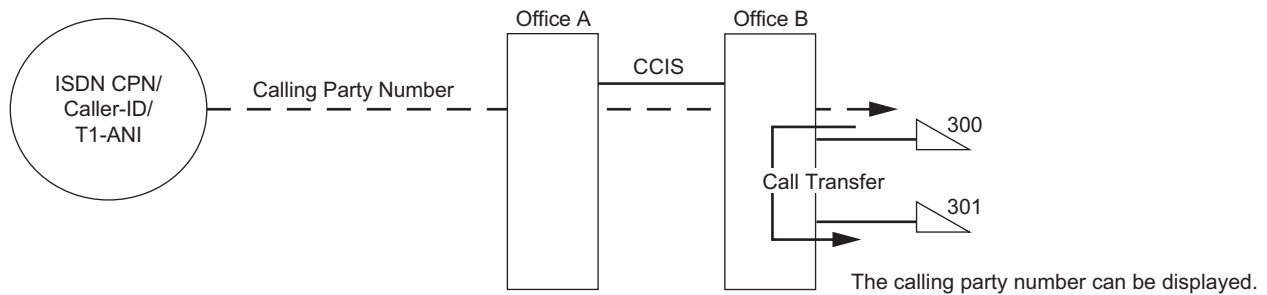 Office A
Office B
ISDN CPN/
Caller-ID/
T1-ANI
Calling Party Number
CCIS
300
Call Transfer
301
The calling party number can be displayed.